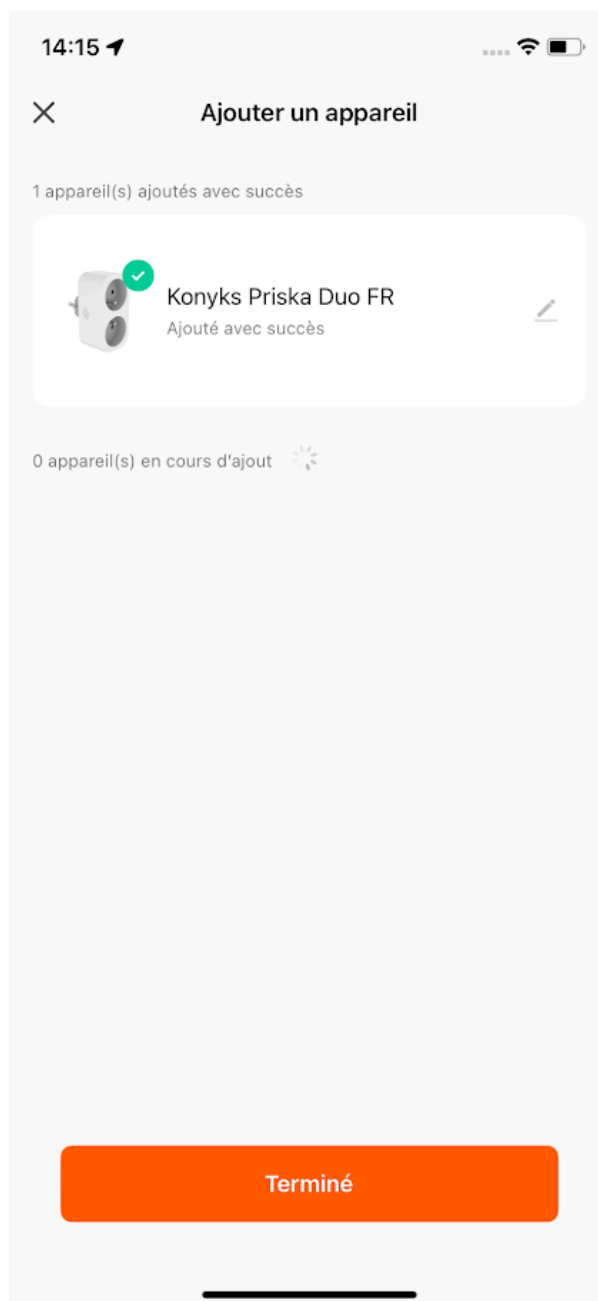 14:15
Ajouter un appareil
1 appareil(s) ajoutés avec succès
Konyks Priska Duo FR
Ajouté avec succès
0 appareil(s) en cours d'ajout
Terminé